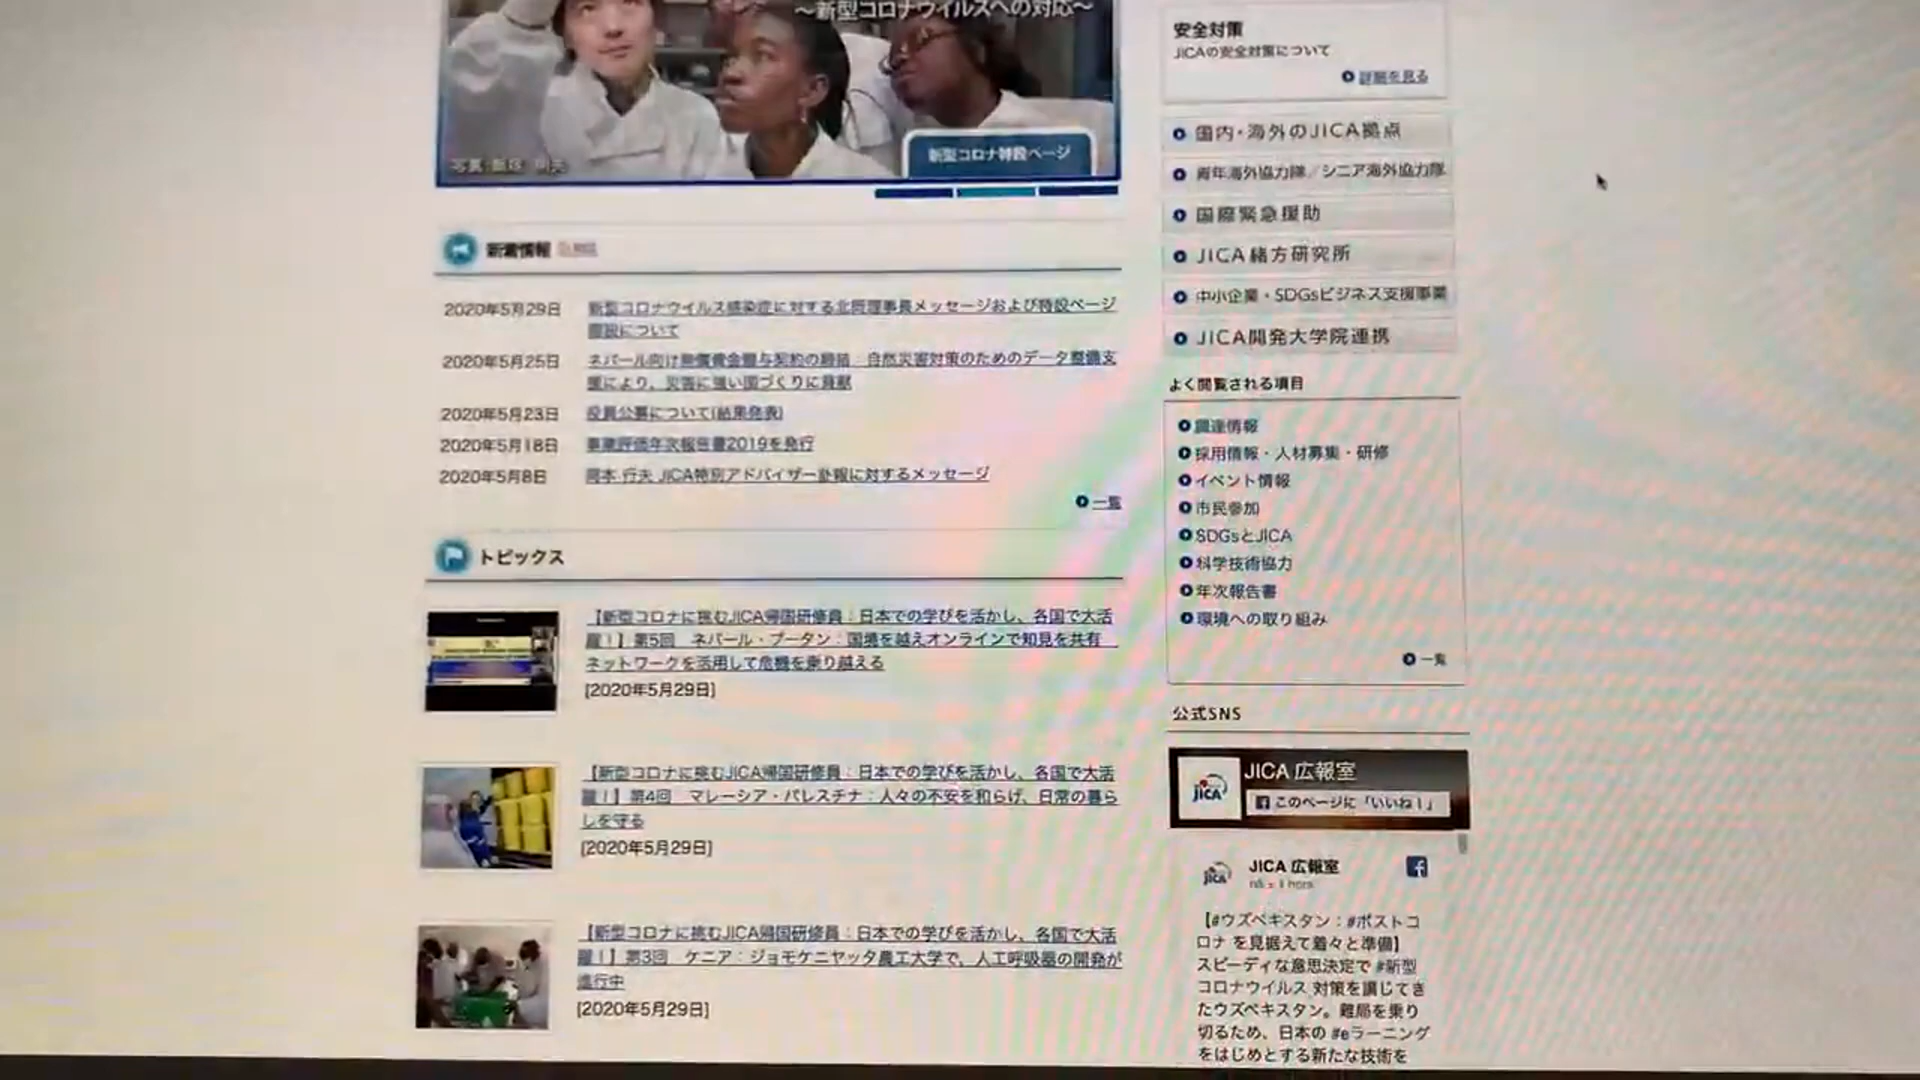 ～新型コロナウイルスへの対応～
新型コロナ特設ページ
新着情報
2020年5月29日 新型コロナウイルス感染症に対する北岡理事長メッセージおよび特設ページ
開設について
2020年5月25日 ネパール向け無償資金贈与契約の締結：自然災害対策のためのデータ整備支
援により、災害に強い国づくりに貢献
2020年5月23日 役員公募について(結果発表)
2020年5月18日 事業評価年次報告書2019を発行
2020年5月8日 岡本 行夫 JICA特別アドバイザー訃報に対するメッセージ
一覧
トピックス
【新型コロナに挑むJICA帰国研修員：日本での学びを活かし、各国で大活
躍！】第5回 ネパール・ブータン：国境を越えオンラインで知見を共有
ネットワークを活用して危機を乗り越える
[2020年5月29日]
【新型コロナに挑むJICA帰国研修員：日本での学びを活かし、各国で大活
躍！】第4回 マレーシア・パレスチナ：人々の不安を和らげ、日常の暮ら
しを守る
[2020年5月29日]
【新型コロナに挑むJICA帰国研修員：日本での学びを活かし、各国で大活
躍！】第3回 ケニア：ジョモケニヤッタ農工大学で、人工呼吸器の開発が
進行中
[2020年5月29日]
安全対策
JICAの安全対策について
詳細を見る
国内・海外のJICA拠点
青年海外協力隊／シニア海外協力隊
国際緊急援助
JICA緒方研究所
中小企業・SDGsビジネス支援事業
JICA開発大学院連携
よく閲覧される項目
調達情報
採用情報・人材募集・研修
イベント情報
市民参加
SDGsとJICA
科学技術協力
年次報告書
環境への取り組み
一覧
公式SNS
JICA
JICA 広報室
このページに「いいね！」
JICA
JICA 広報室
【#ウズベキスタン：#ポストコ
ロナ を見据えて着々と準備】
スピーディな意思決定で #新型
コロナウイルス 対策を講じてき
たウズベキスタン。難局を乗り
切るため、日本の #eラーニング
をはじめとする新たな技術を